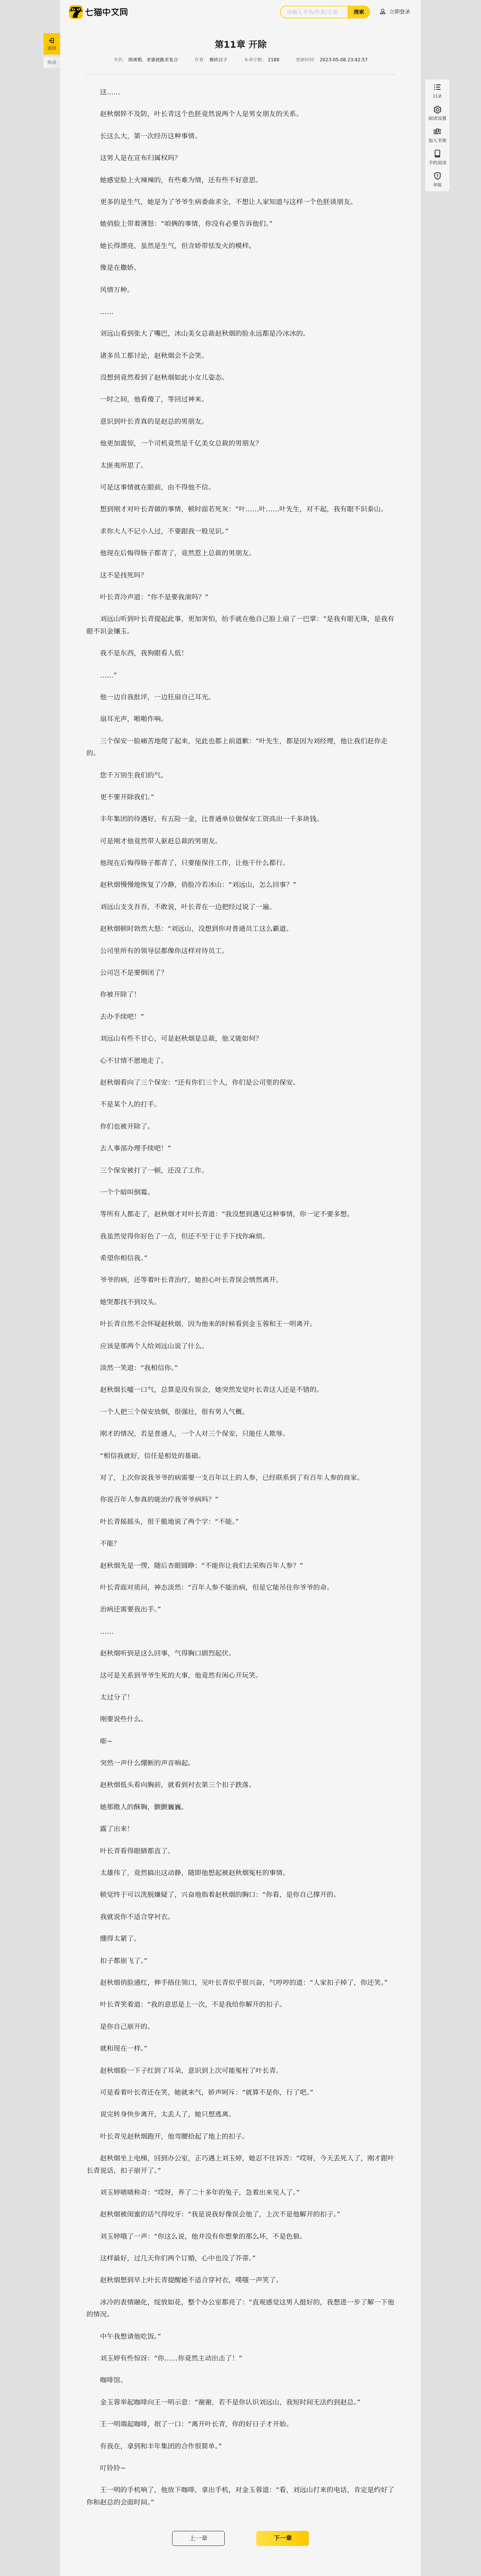 七猫中文网
请输入书名/作者/主角
搜索
立即登录
返回
指南
目录
阅读设置
加入书架
手机阅读
举报
第11章 开除
书名： 刚离婚，老婆就跪求复合 作者： 搬砖汉子 本章字数： 2188 更新时间： 2023-05-08 23:42:57
这……
赵秋烟猝不及防，叶长青这个色胚竟然说两个人是男女朋友的关系。
长这么大，第一次经历这种事情。
这男人是在宣布归属权吗？
她感觉脸上火辣辣的，有些难为情，还有些不好意思。
更多的是生气，她是为了爷爷生病委曲求全，不想让人家知道与这样一个色胚谈朋友。
她俏脸上带着薄怒：“咱俩的事情，你没有必要告诉他们。”
她长得漂亮，虽然是生气，但含娇带怯发火的模样。
像是在撒娇。
风情万种。
……
刘远山看到张大了嘴巴，冰山美女总裁赵秋烟的脸永远都是冷冰冰的。
诸多员工都讨论，赵秋烟会不会笑。
没想到竟然看到了赵秋烟如此小女儿姿态。
一时之间，他看傻了，等回过神来。
意识到叶长青真的是赵总的男朋友。
他更加震惊，一个司机竟然是千亿美女总裁的男朋友？
太匪夷所思了。
可是这事情就在眼前，由不得他不信。
想到刚才对叶长青做的事情，顿时面若死灰：“叶……叶……叶先生，对不起，我有眼不识泰山。
求你大人不记小人过，不要跟我一般见识。”
他现在后悔得肠子都青了，竟然惹上总裁的男朋友。
这不是找死吗？
叶长青冷声道：“你不是要我滚吗？”
刘远山听到叶长青提起此事，更加害怕，抬手就在他自己脸上扇了一巴掌：“是我有眼无珠，是我有
眼不识金镶玉。
我不是东西，我狗眼看人低！
……”
他一边自我批评，一边狂扇自己耳光。
扇耳光声，啪啪作响。
三个保安一脸痛苦地爬了起来，见此也都上前道歉：“叶先生，都是因为刘经理，他让我们赶你走
的。
您千万别生我们的气。
更不要开除我们。”
丰年集团的待遇好，有五险一金，比普通单位做保安工资高出一千多块钱。
可是刚才他竟然带人驱赶总裁的男朋友。
他现在后悔得肠子都青了，只要能保住工作，让他干什么都行。
赵秋烟慢慢地恢复了冷静，俏脸冷若冰山：“刘远山，怎么回事？”
刘远山支支吾吾，不敢说，叶长青在一边把经过说了一遍。
赵秋烟顿时勃然大怒：“刘远山，没想到你对普通员工这么霸道。
公司里所有的领导层都像你这样对待员工。
公司岂不是要倒闭了？
你被开除了！
去办手续吧！”
刘远山有些不甘心，可是赵秋烟是总裁，他又能如何？
心不甘情不愿地走了。
赵秋烟看向了三个保安：“还有你们三个人，你们是公司里的保安。
不是某个人的打手。
你们也被开除了。
去人事部办理手续吧！”
三个保安被打了一顿，还没了工作。
一个个暗叫倒霉。
等所有人都走了，赵秋烟才对叶长青道：“我没想到遇见这种事情，你一定不要多想。
我虽然觉得你好色了一点，但还不至于让手下找你麻烦。
希望你相信我。”
爷爷的病，还等着叶长青治疗，她担心叶长青误会愤然离开。
她哭都找不到坟头。
叶长青自然不会怀疑赵秋烟，因为他来的时候看到金玉蓉和王一明离开。
应该是那两个人给刘远山说了什么。
淡然一笑道：“我相信你。”
赵秋烟长嘘一口气，总算是没有误会，她突然发觉叶长青这人还是不错的。
一个人把三个保安放倒，很强壮，很有男人气概。
刚才的情况，若是普通人，一个人对三个保安，只能任人欺辱。
“相信我就好，信任是相处的基础。
对了，上次你说我爷爷的病需要一支百年以上的人参，已经联系到了有百年人参的商家。
你说百年人参真的能治疗我爷爷病吗？”
叶长青摇摇头，很干脆地说了两个字：“不能。”
不能？
赵秋烟先是一愣，随后杏眼圆睁：“不能你让我们去采购百年人参？”
叶长青面对质问，神态淡然：“百年人参不能治病，但是它能吊住你爷爷的命。
治病还需要我出手。”
……
赵秋烟听到是这么回事，气得胸口剧烈起伏。
这可是关系到爷爷生死的大事，他竟然有闲心开玩笑。
太过分了！
刚要说些什么。
嘭~
突然一声什么绷断的声音响起。
赵秋烟低头看向胸前，就看到衬衣第三个扣子跌落。
她那傲人的酥胸，颤颤巍巍。
露了出来！
叶长青看得眼睛都直了。
太雄伟了，竟然搞出这动静，随即他想起被赵秋烟冤枉的事情。
顿觉终于可以洗脱嫌疑了，兴奋地指着赵秋烟的胸口：“你看，是你自己撑开的。
我就说你不适合穿衬衣。
绷得太紧了。
扣子都崩飞了。”
赵秋烟俏脸通红，伸手捂住领口，见叶长青似乎很兴奋，气哼哼的道：“人家扣子掉了，你还笑。”
叶长青笑着道：“我的意思是上一次，不是我给你解开的扣子。
是你自己崩开的。
就和现在一样。”
赵秋烟脸一下子红到了耳朵，意识到上次可能冤枉了叶长青。
可是看着叶长青还在笑，她就来气，娇声呵斥：“就算不是你，行了吧。”
说完转身快步离开，太丢人了，她只想逃离。
叶长青见赵秋烟跑开，他弯腰拾起了地上的扣子。
赵秋烟坐上电梯，回到办公室，正巧遇上刘玉婷，她忍不住诉苦：“哎呀，今天丢死人了，刚才跟叶
长青说话，扣子崩开了。”
刘玉婷啧啧称奇：“哎呀，养了二十多年的兔子，急着出来见人了。”
赵秋烟被闺蜜的话气得咬牙：“我是说我好像误会他了，上次不是他解开的扣子。”
刘玉婷哦了一声：“你这么说，他并没有你想象的那么坏，不是色狼。
这样最好，过几天你们两个订婚，心中也没了芥蒂。”
赵秋烟想到早上叶长青提醒她不适合穿衬衣，噗嗤一声笑了。
冰冷的表情融化，绽放如花，整个办公室都亮了：“直观感觉这男人挺好的，我想进一步了解一下他
的情况。
中午我想请他吃饭。”
刘玉婷有些惊讶：“你……你竟然主动出击了！”
咖啡馆。
金玉蓉举起咖啡向王一明示意：“谢谢，若不是你认识刘远山，我短时间无法约到赵总。”
王一明端起咖啡，抿了一口：“离开叶长青，你的好日子才开始。
有我在，拿到和丰年集团的合作很简单。”
叮铃铃~
王一明的手机响了，他放下咖啡，拿出手机，对金玉蓉道：“看，刘远山打来的电话，肯定是约好了
你和赵总的会面时间。”
上一章
下一章